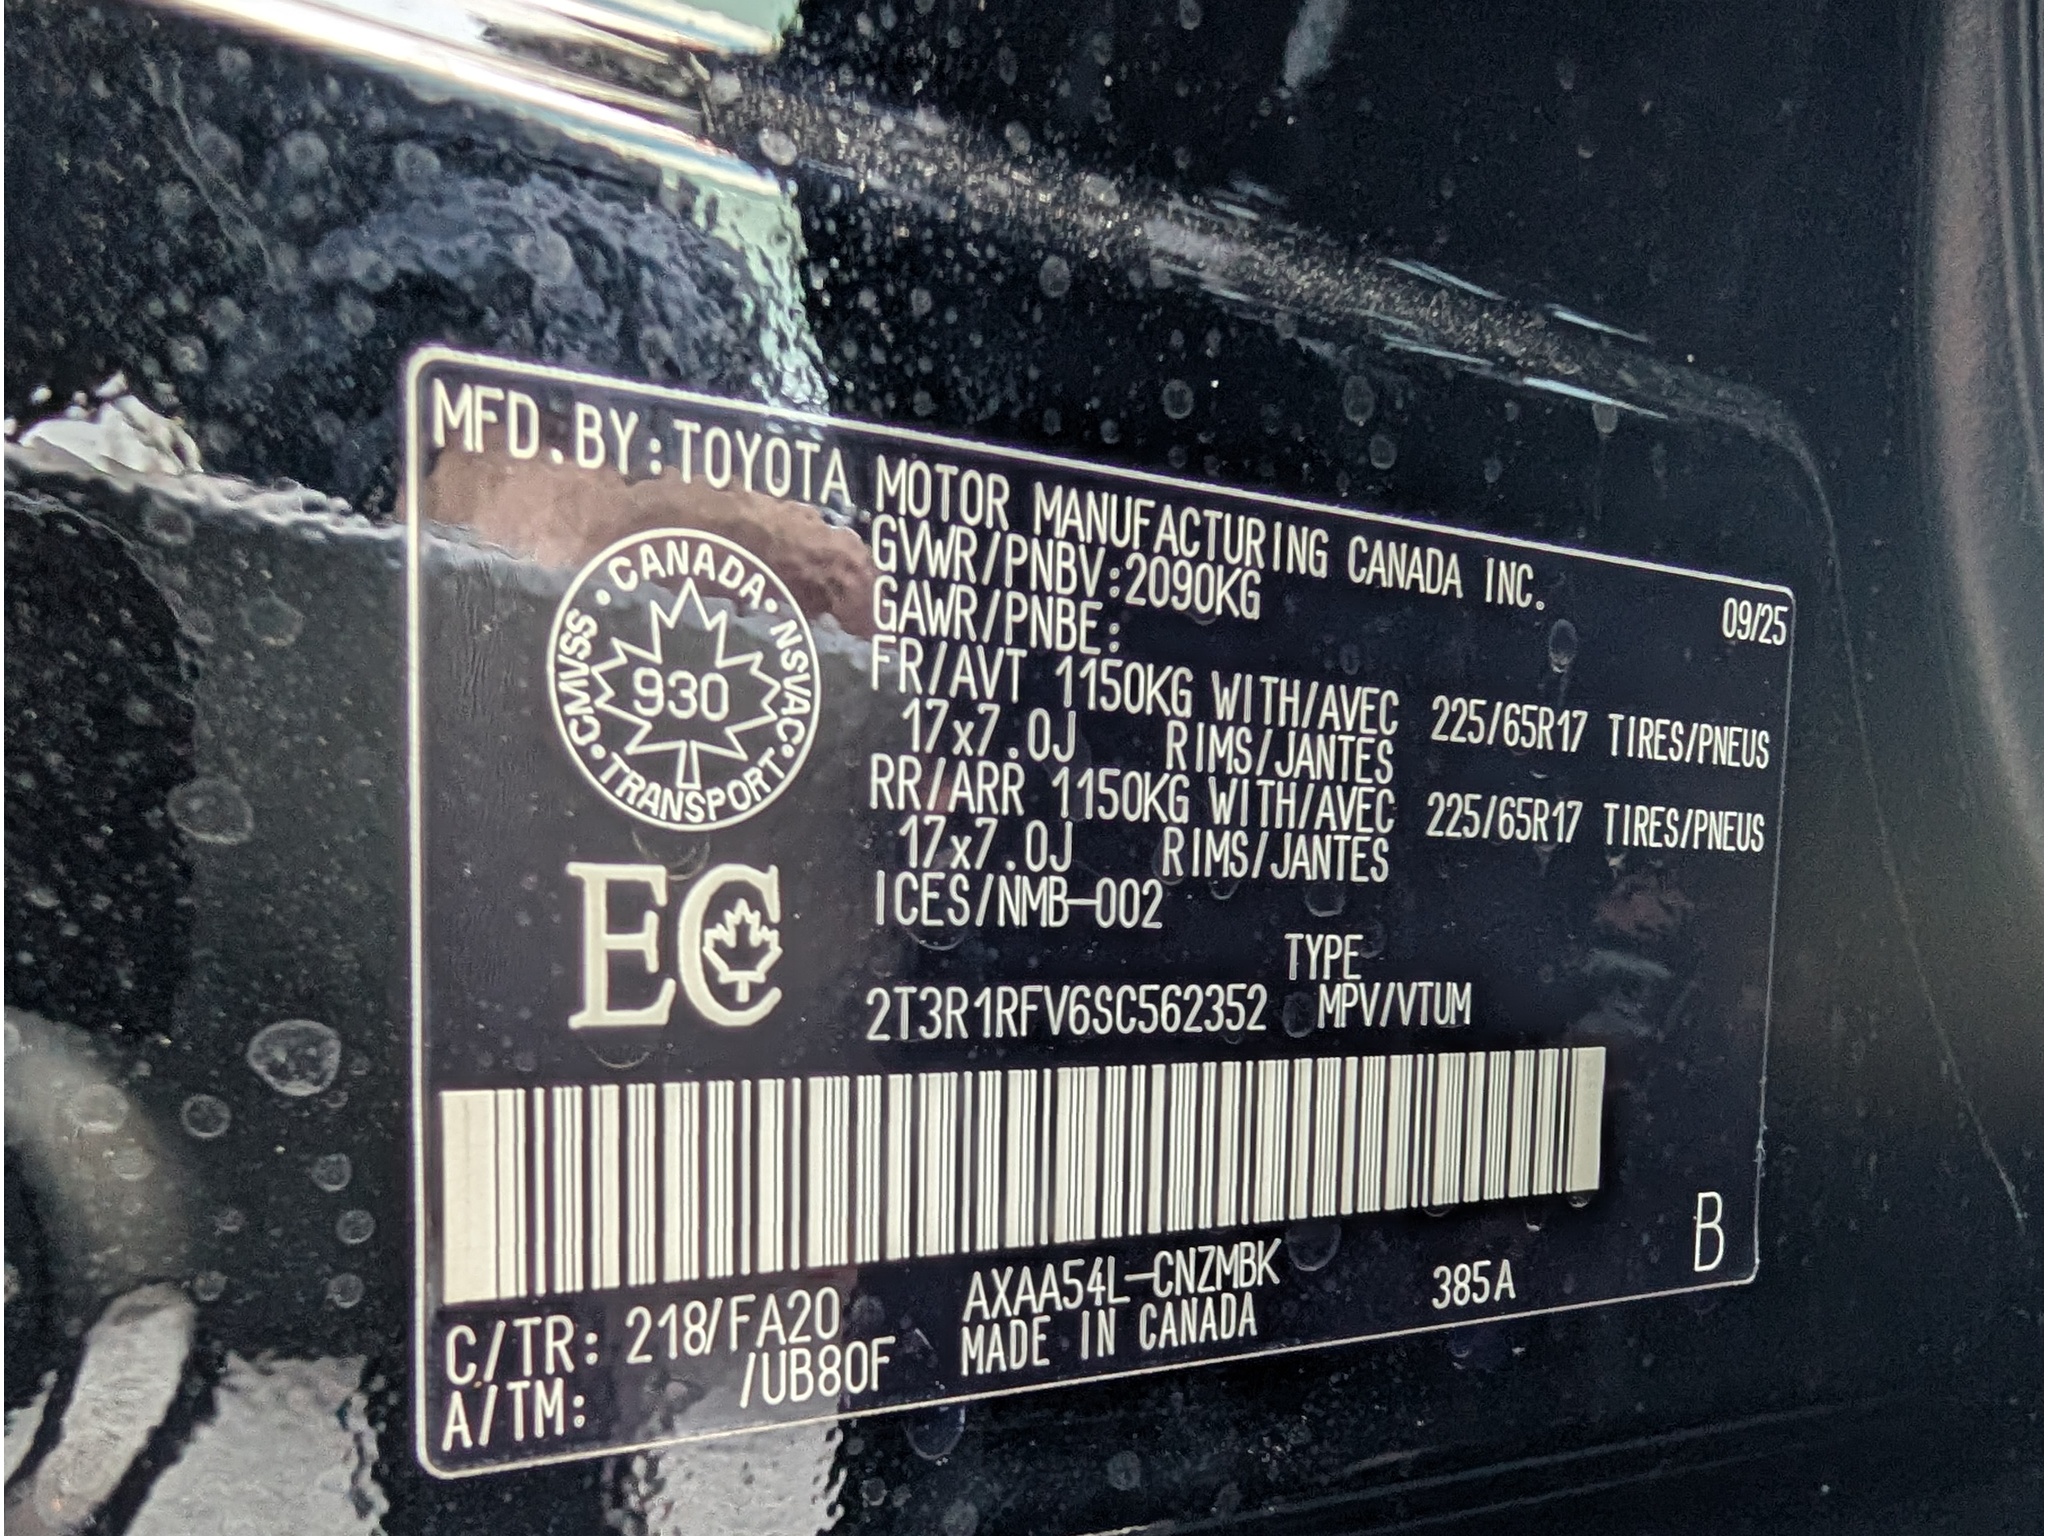 MFD.BY:TOYOTA MOTOR MANUFACTURING CANADA INC.
09/25
GVWR/PNBV:2090KG
GAWR/PNBE:
FR/AVT 1150KG WITH/AVEC 225/65R17 TIRES/PNEUS
17x7.0J RIMS/JANTES
RR/ARR 1150KG WITH/AVEC 225/65R17 TIRES/PNEUS
17x7.0J RIMS/JANTES
ICES/NMB-002
CANADA · NSVAC · TRANSPORT · CMVSS ·
930
EC
TYPE
2T3R1RFV6SC562352 MPV/VTUM
C/TR: 218/FA20 AXAA54L-CNZMBK 385A B
A/TM: /UB80F MADE IN CANADA